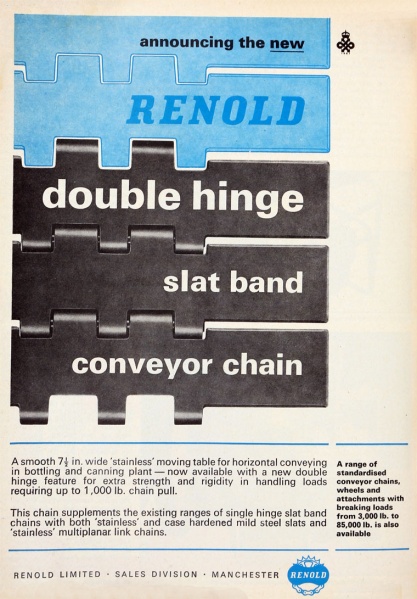 announcing the new
RENOLD
double hinge
slat band
conveyor chain
A smooth 7½ in. wide 'stainless' moving table for horizontal conveying
in bottling and canning plant — now available with a new double
hinge feature for extra strength and rigidity in handling loads
requiring up to 1,000 lb. chain pull.
This chain supplements the existing ranges of single hinge slat band
chains with both 'stainless' and case hardened mild steel slats and
'stainless' multiplanar link chains.
A range of
standardised
conveyor chains,
wheels and
attachments with
breaking loads
from 3,000 lb. to
85,000 lb. is also
available
RENOLD LIMITED · SALES DIVISION · MANCHESTER
RENOLD